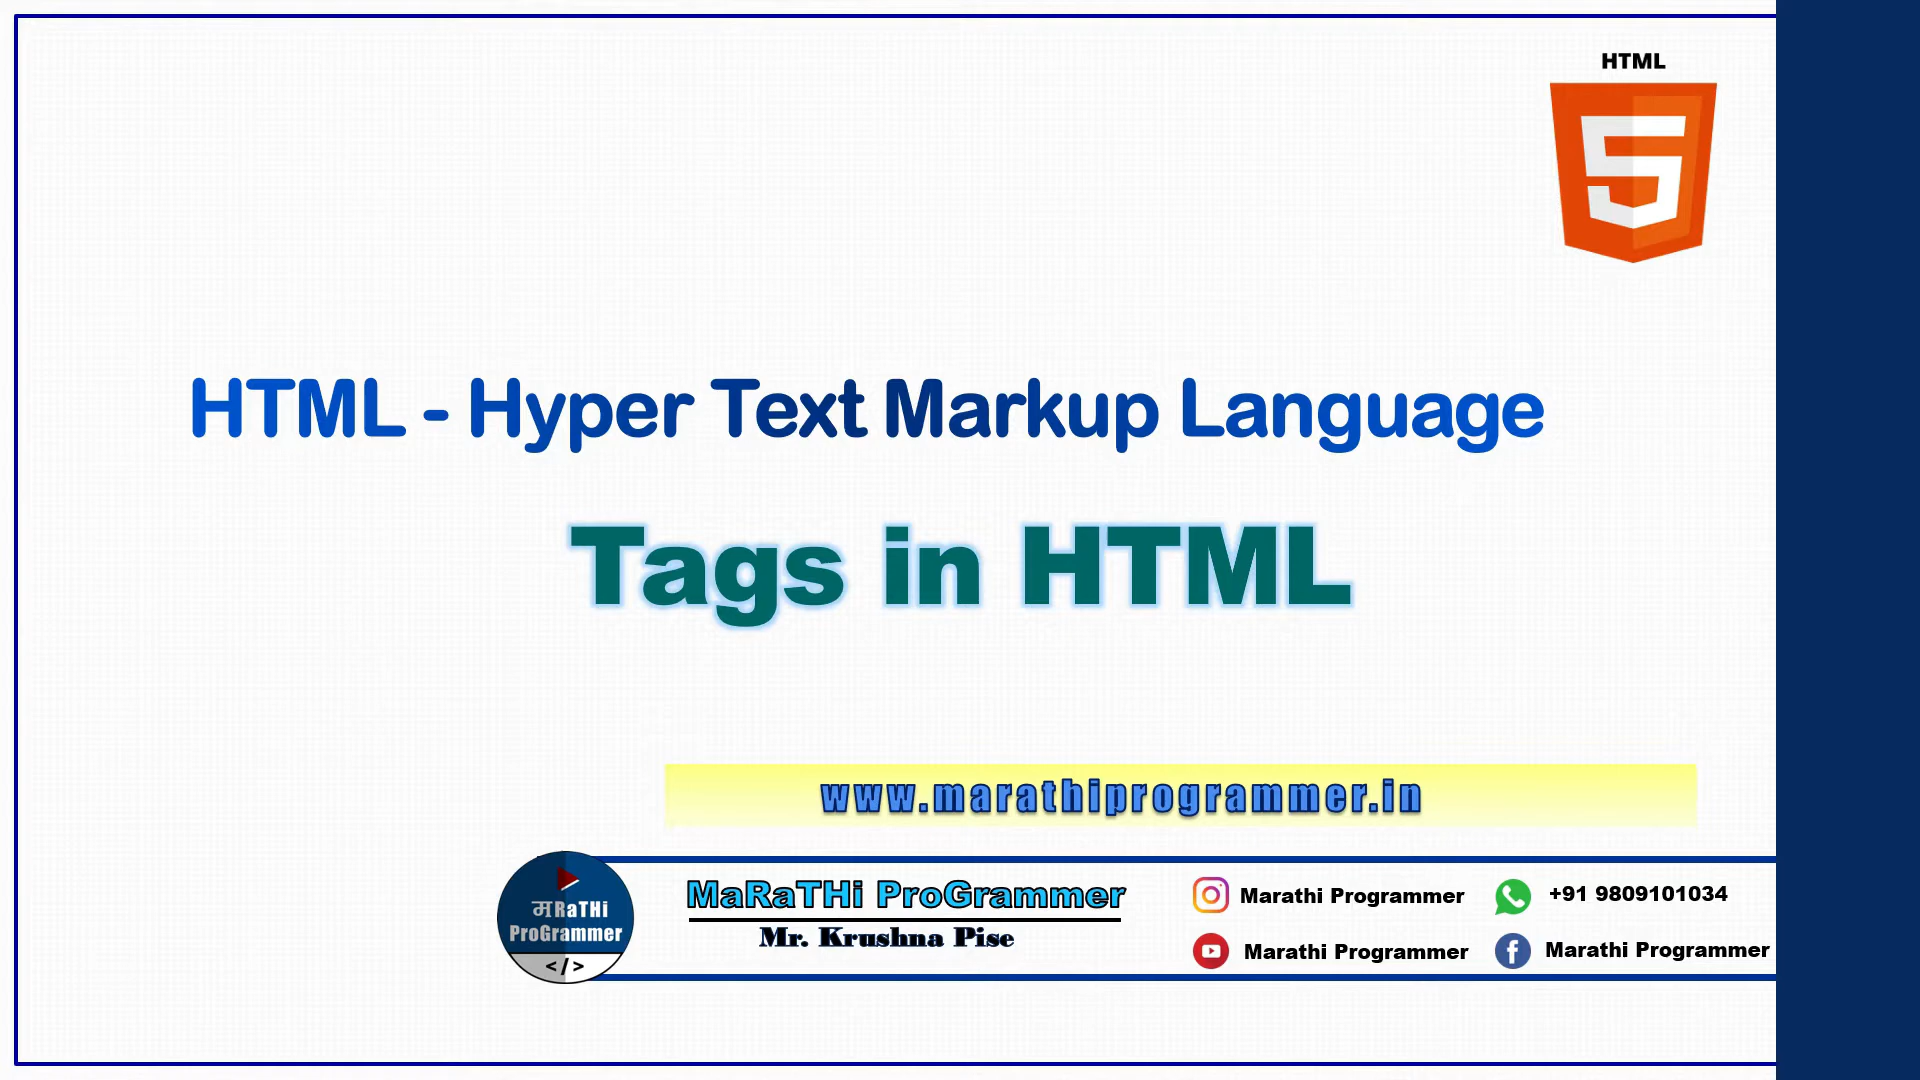 HTML
HTML - Hyper Text Markup Language
Tags in HTML
www.marathiprogrammer.in
मRaTHi
ProGrammer
</>
MaRaTHi ProGrammer
Mr. Krushna Pise
Marathi Programmer
+91 9809101034
Marathi Programmer
Marathi Programmer